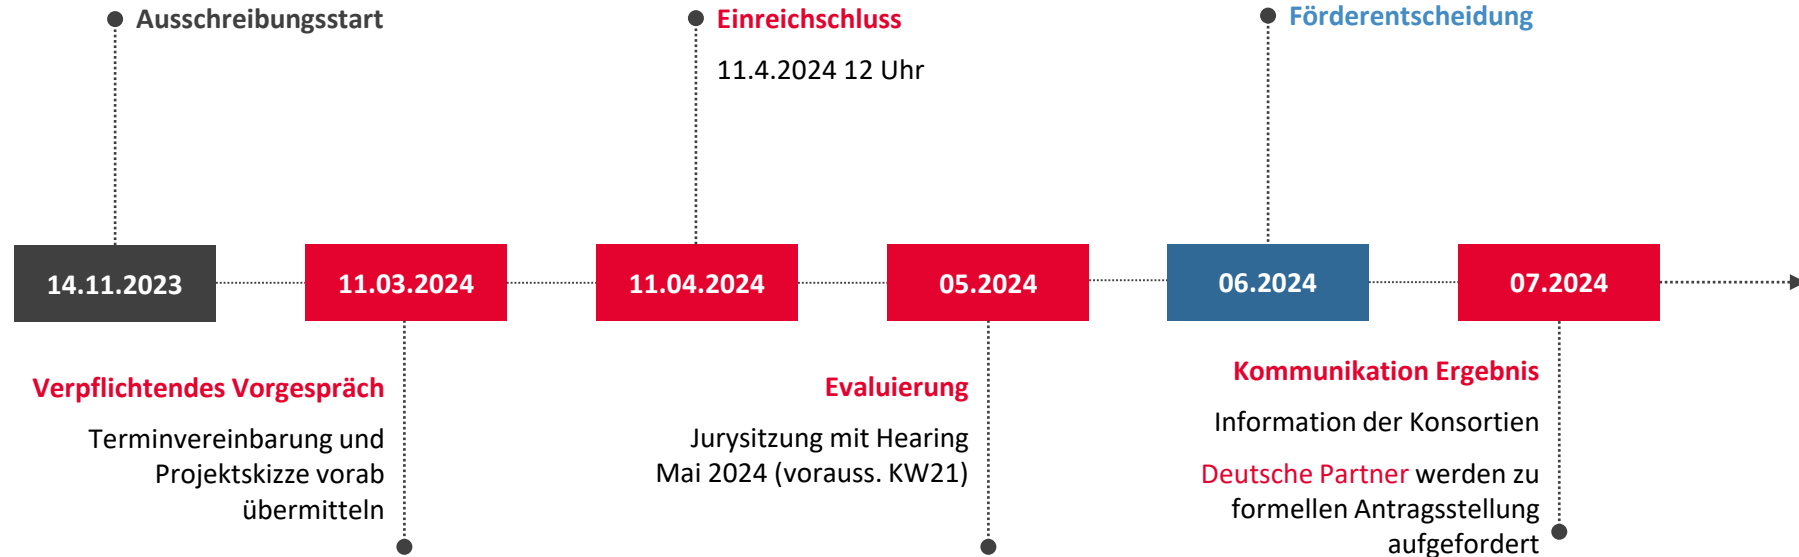 Ausschreibungsstart
Einreichschluss
11.4.2024 12 Uhr
Förderentscheidung
14.11.2023
11.03.2024
11.04.2024
05.2024
06.2024
07.2024
Verpflichtendes Vorgespräch
Terminvereinbarung und
Projektskizze vorab
übermitteln
Evaluierung
Jurysitzung mit Hearing
Mai 2024 (vorauss. KW21)
Kommunikation Ergebnis
Information der Konsortien
Deutsche Partner werden zu
formellen Antragsstellung
aufgefordert